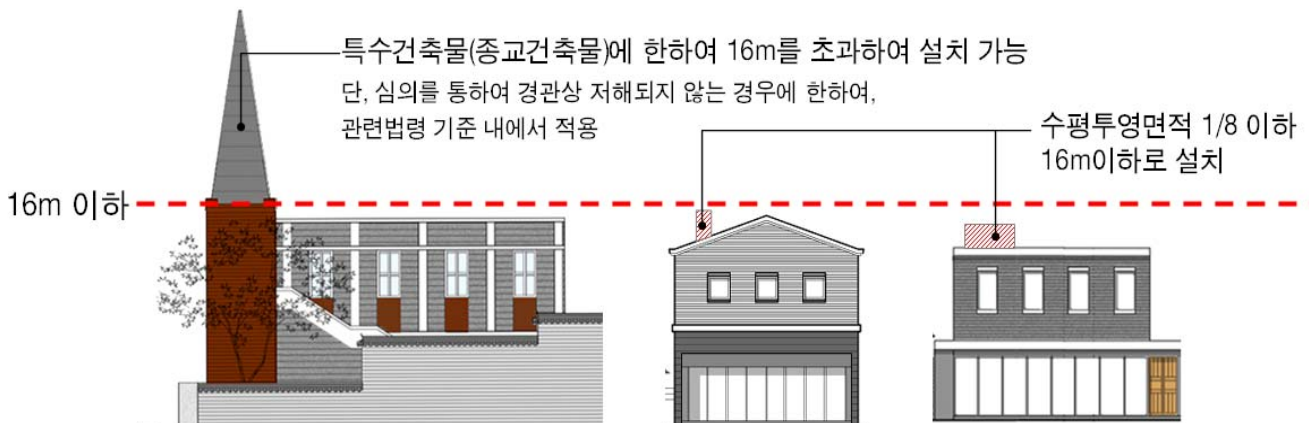 특수건축물(종교건축물)에 한하여 16m를 초과하여 설치 가능
단, 심의를 통하여 경관상 저해되지 않는 경우에 한하여,
관련법령 기준 내에서 적용
수평투영면적 1/8 이하
16m이하로 설치
16m 이하